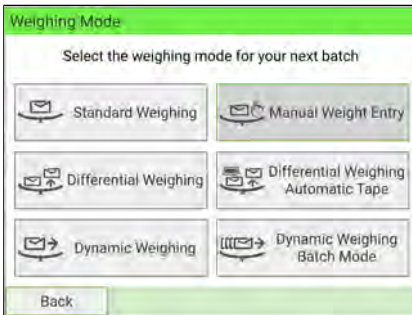 Weighing Mode
Select the weighing mode for your next batch
Standard Weighing
Manual Weight Entry
Differential Weighing
Differential Weighing
Automatic Tape
Dynamic Weighing
Dynamic Weighing
Batch Mode
Back